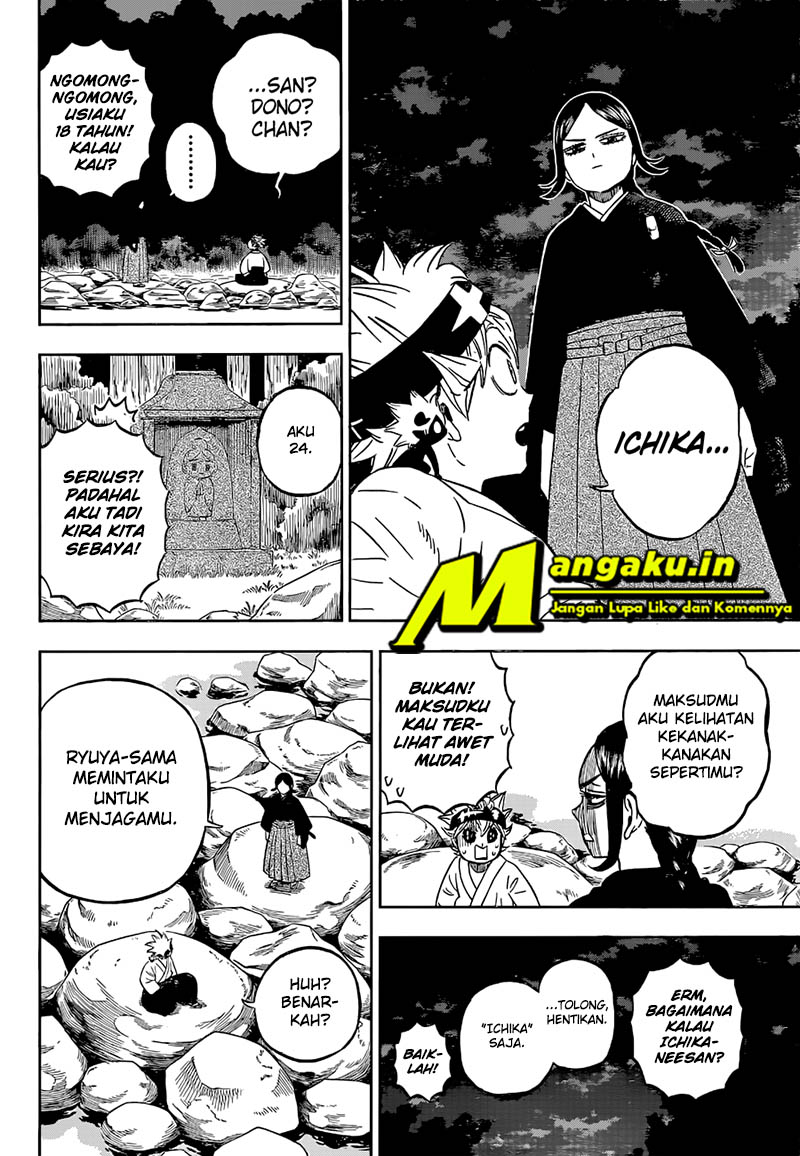 ICHIKA...
...SAN?
DONO?
CHAN?
..........
NGOMONG-
NGOMONG,
USIAKU
18 TAHUN!
KALAU
KAU?
AKU
24.
SERIUS?!
PADAHAL
AKU TADI
KIRA KITA
SEBAYA!
Mangaku.in
Jangan Lupa Like dan Komennya
MAKSUDMU
AKU KELIHATAN
KEKANAK-
KANAKAN
SEPERTIMU?
BUKAN!
MAKSUDKU
KAU TER-
LIHAT AWET
MUDA!
ERM,
BAGAIMANA
KALAU
ICHIKA-
NEESAN?
...TOLONG,
HENTIKAN.
"ICHIKA"
SAJA.
BAIK-
LAH!
RYUYA-SAMA
MEMINTAKU
UNTUK
MENJAGAMU.
HUH?
BENAR-
KAH?